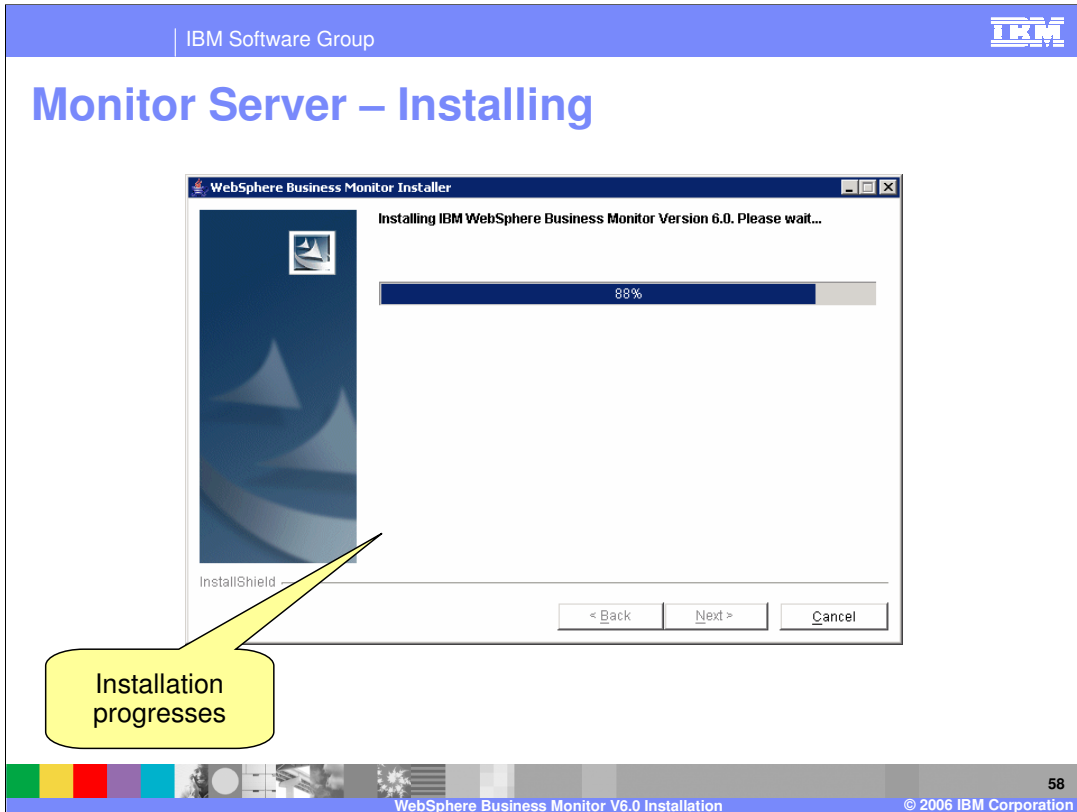 IBM Software Group
IBM
Monitor Server – Installing
WebSphere Business Monitor Installer
Installing IBM WebSphere Business Monitor Version 6.0. Please wait...
88%
InstallShield
< Back
Next >
Cancel
Installation
progresses
58
WebSphere Business Monitor V6.0 Installation
© 2006 IBM Corporation